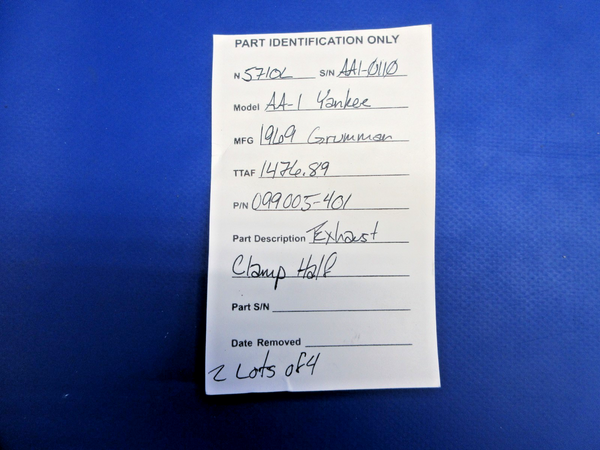 PART IDENTIFICATION ONLY
N 5710L S/N AA1-0110
Model AA-1 Yankee
MFG 1969 Grumman
TTAF 1476.89
P/N 099005-401
Part Description Exhaust
Clamp Half
Part S/N
Date Removed
2 Lots of 4